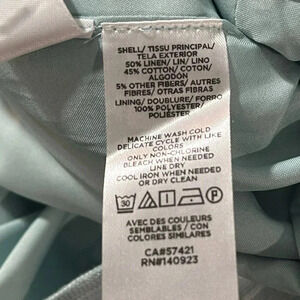 SHELL/ TISSU PRINCIPAL/
TELA EXTERIOR
50% LINEN/ LIN/ LINO
45% COTTON/ COTON/
ALGODÓN
5% OTHER FIBERS/ AUTRES
FIBRES/ OTRAS FIBRAS
LINING/ DOUBLURE/ FORRO
100% POLYESTER/
POLIÉSTER
MACHINE WASH COLD
DELICATE CYCLE WITH LIKE
COLORS
ONLY NON-CHLORINE
BLEACH WHEN NEEDED
LINE DRY
COOL IRON WHEN NEEDED
OR DRY CLEAN
30
AVEC DES COULEURS
SEMBLABLES / CON
COLORES SIMILARES
CA#57421
RN#140923